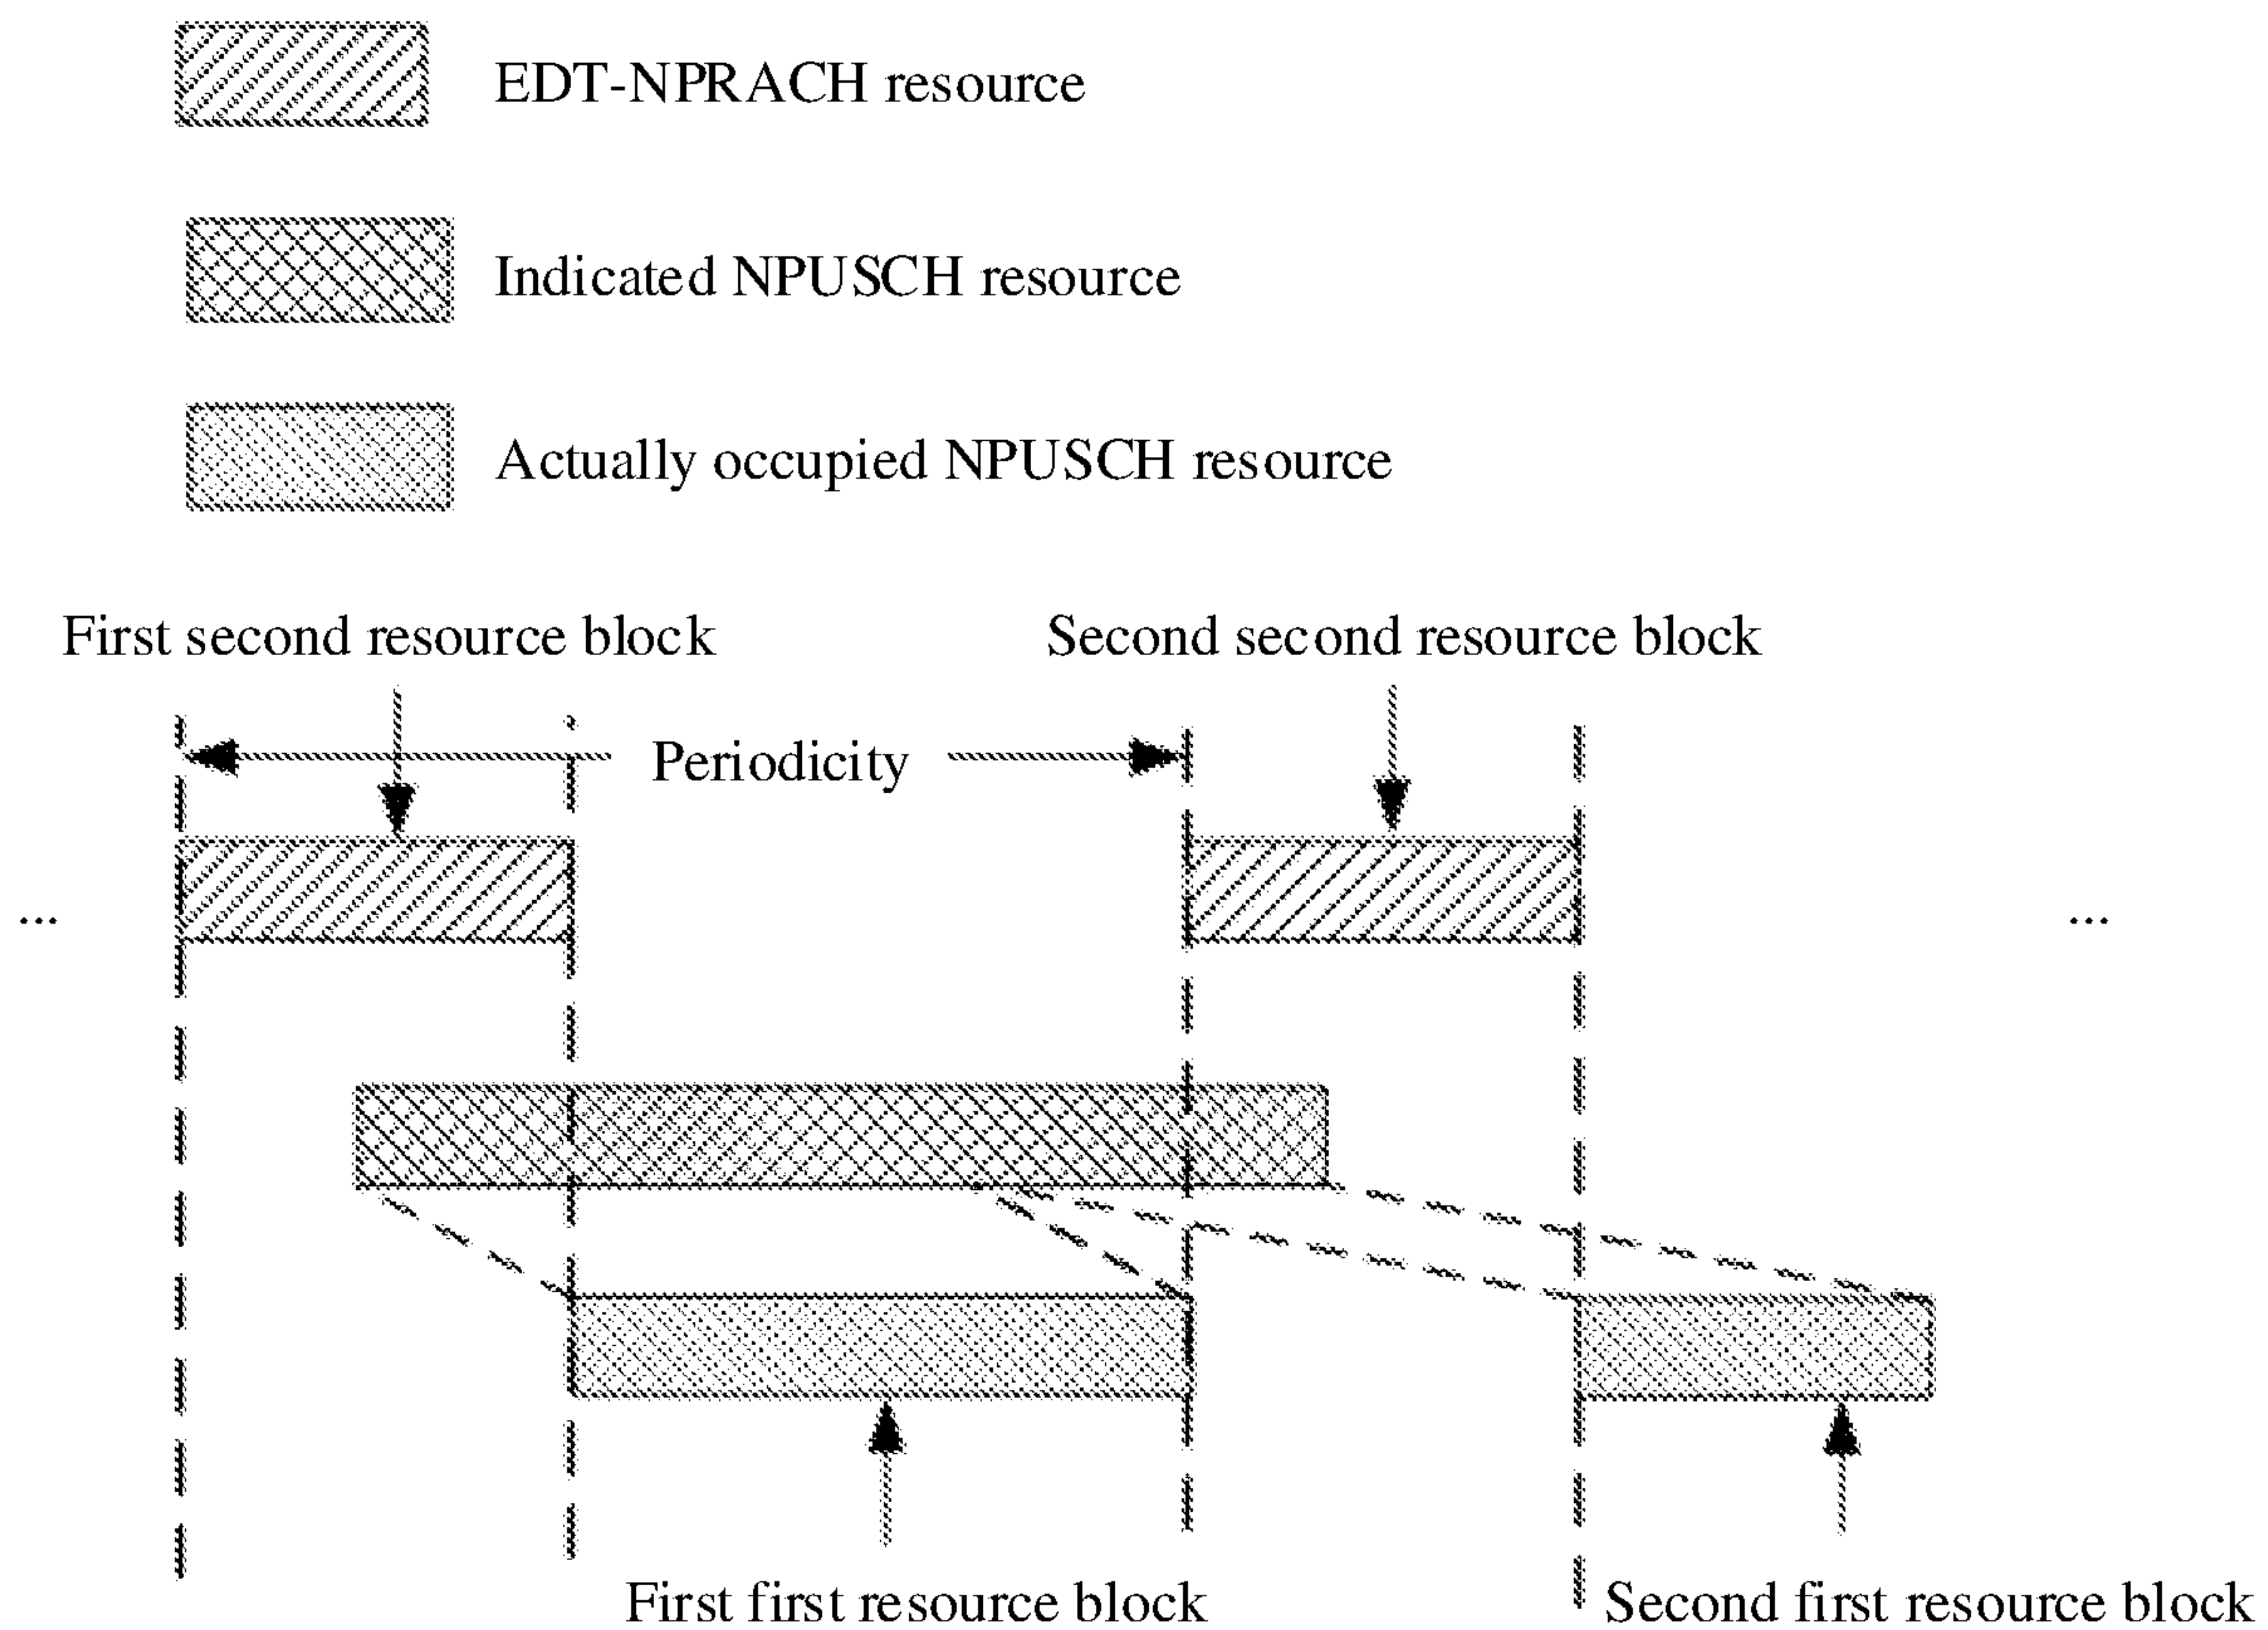 EDT-NPRACH resource
Indicated NPUSCH resource
Actually occupied NPUSCH resource
First second resource block
Second second resource block
Periodicity
...
...
First first resource block
Second first resource block